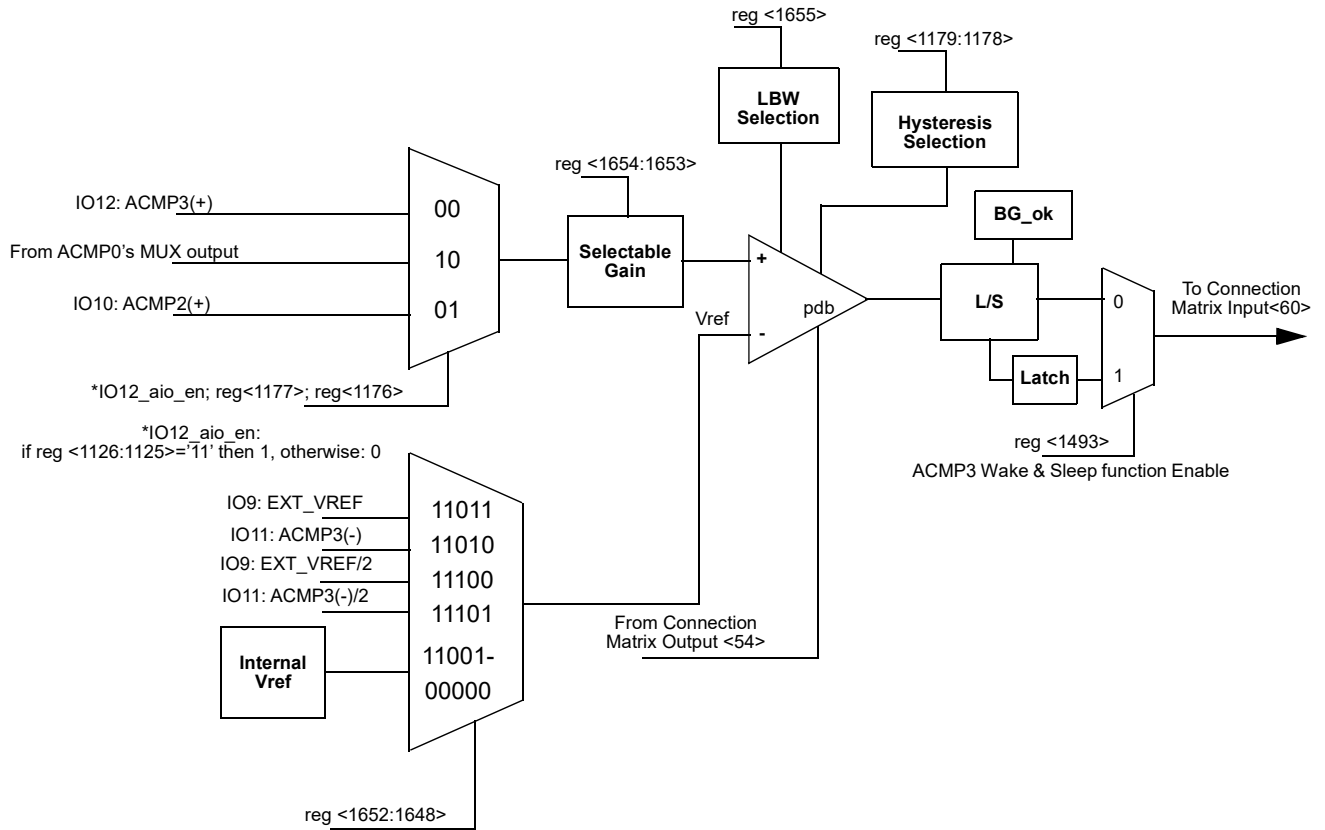 reg <1655>
reg <1179:1178>
LBW
Selection
Hysteresis
Selection
reg <1654:1653>
IO12: ACMP3(+)
00
BG_ok
From ACMP0’s MUX output
10
Selectable
Gain
+
IO10: ACMP2(+)
01
L/S
0
To Connection
Matrix Input<60>
pdb
Vref
-
Latch
1
*IO12_aio_en; reg<1177>; reg<1176>
*IO12_aio_en:
if reg <1126:1125>=’11’ then 1, otherwise: 0
reg <1493>
ACMP3 Wake & Sleep function Enable
IO9: EXT_VREF
11011
IO11: ACMP3(-)
11010
IO9: EXT_VREF/2
11100
IO11: ACMP3(-)/2
11101
Internal
Vref
11001-
00000
From Connection
Matrix Output <54>
reg <1652:1648>